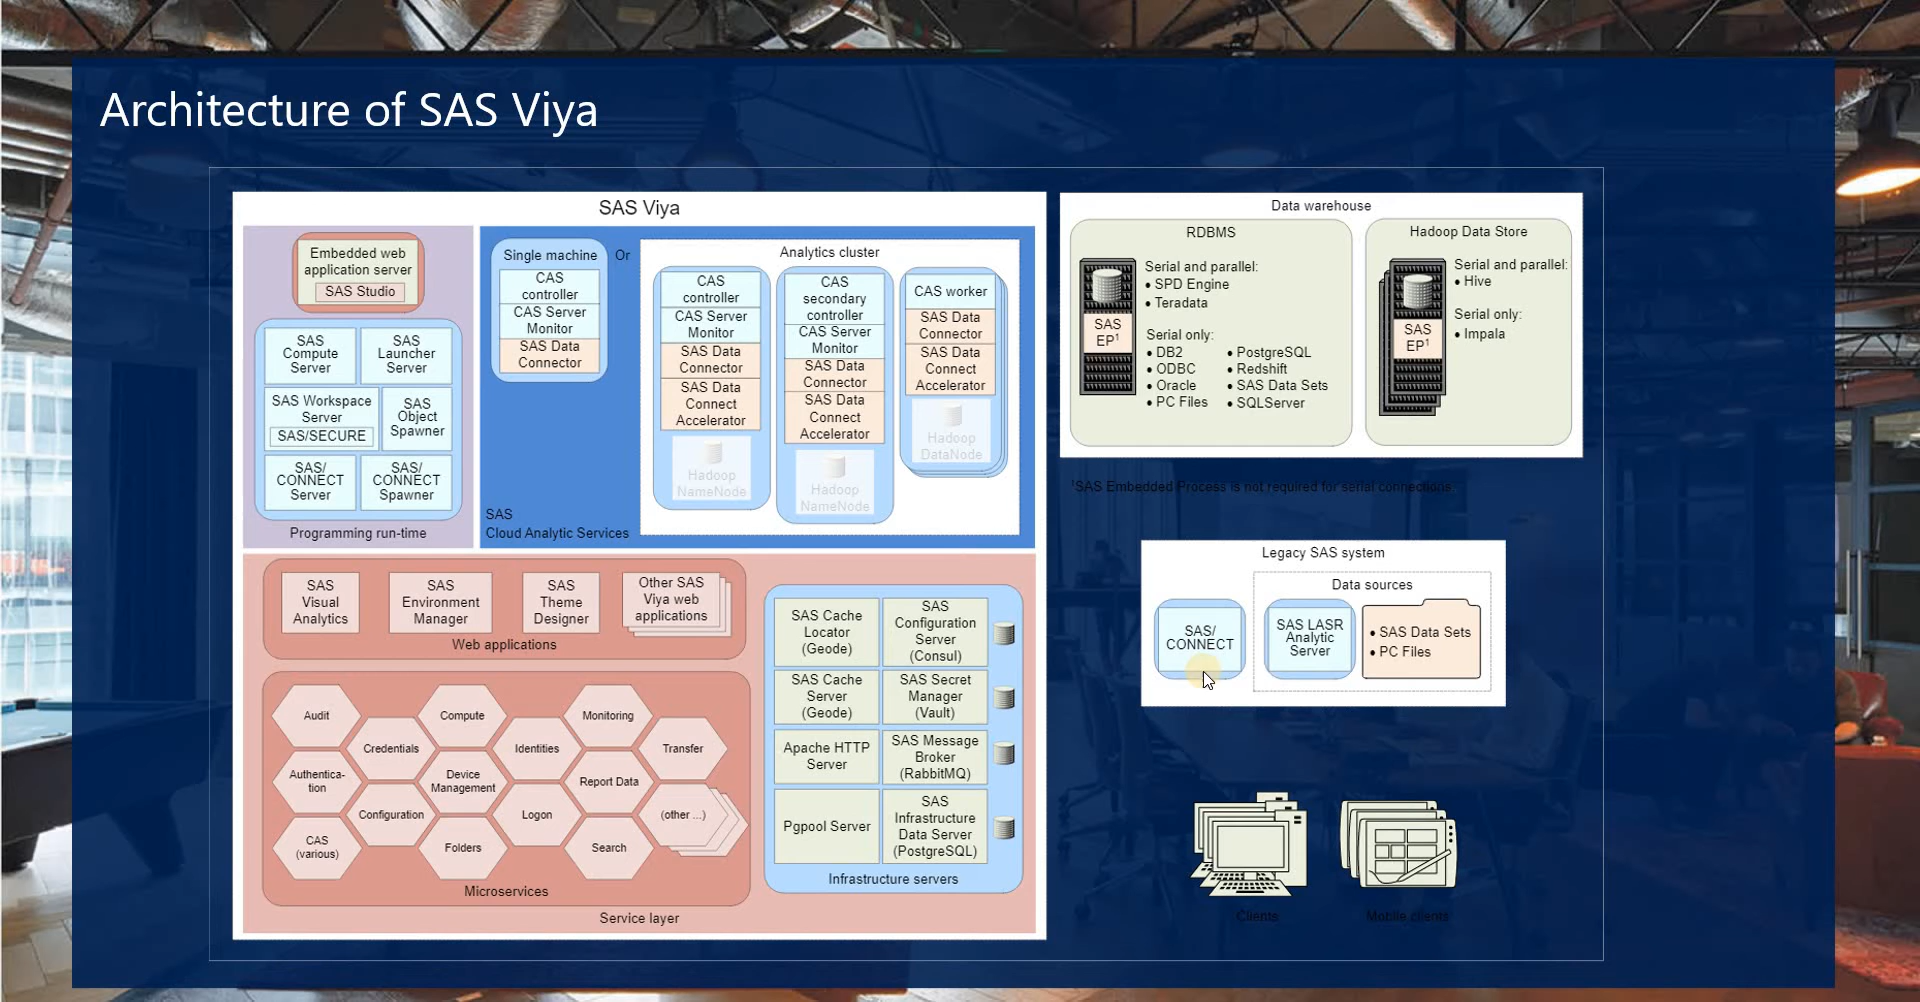 Architecture of SAS Viya
SAS Viya
Embedded web
application server
SAS Studio
SAS
Compute
Server
SAS
Launcher
Server
SAS Workspace
Server
SAS/SECURE
SAS
Object
Spawner
SAS/
CONNECT
Server
SAS/
CONNECT
Spawner
Programming run-time
Single machine
CAS
controller
CAS Server
Monitor
SAS Data
Connector
Or
SAS
Cloud Analytic Services
Analytics cluster
CAS
controller
CAS Server
Monitor
SAS Data
Connector
SAS Data
Connect
Accelerator
Hadoop
NameNode
CAS
secondary
controller
CAS Server
Monitor
SAS Data
Connector
SAS Data
Connect
Accelerator
Hadoop
NameNode
CAS worker
SAS Data
Connector
SAS Data
Connect
Accelerator
Hadoop
DataNode
SAS
Visual
Analytics
SAS
Environment
Manager
SAS
Theme
Designer
Other SAS
Viya web
applications
Web applications
Audit
Compute
Monitoring
Credentials
Identities
Transfer
Authentica-
tion
Device
Management
Report Data
Configuration
Logon
(other ...)
CAS
(various)
Folders
Search
Microservices
SAS Cache
Locator
(Geode)
SAS
Configuration
Server
(Consul)
SAS Cache
Server
(Geode)
SAS Secret
Manager
(Vault)
Apache HTTP
Server
SAS Message
Broker
(RabbitMQ)
Pgpool Server
SAS
Infrastructure
Data Server
(PostgreSQL)
Infrastructure servers
Service layer
Data warehouse
RDBMS
SAS
EP¹
Serial and parallel:
• SPD Engine
• Teradata
Serial only:
• DB2
• ODBC
• Oracle
• PC Files
• PostgreSQL
• Redshift
• SAS Data Sets
• SQLServer
Hadoop Data Store
SAS
EP¹
Serial and parallel:
• Hive
Serial only:
• Impala
¹SAS Embedded Process is not required for serial connections.
Legacy SAS system
SAS/
CONNECT
Data sources
SAS LASR
Analytic
Server
• SAS Data Sets
• PC Files
Clients
Mobile clients